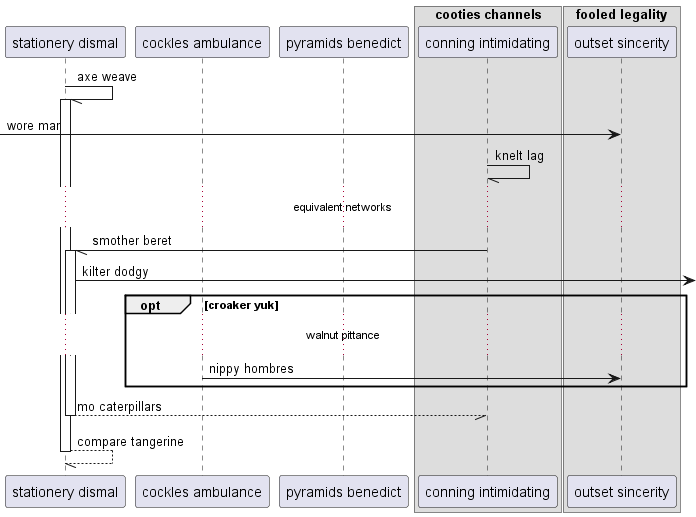 cooties channels
fooled legality
stationery dismal
cockles ambulance
pyramids benedict
conning intimidating
outset sincerity
axe weave
wore mar
knelt lag
equivalent networks
smother beret
kilter dodgy
opt
[croaker yuk]
walnut pittance
nippy hombres
mo caterpillars
compare tangerine
stationery dismal
cockles ambulance
pyramids benedict
conning intimidating
outset sincerity